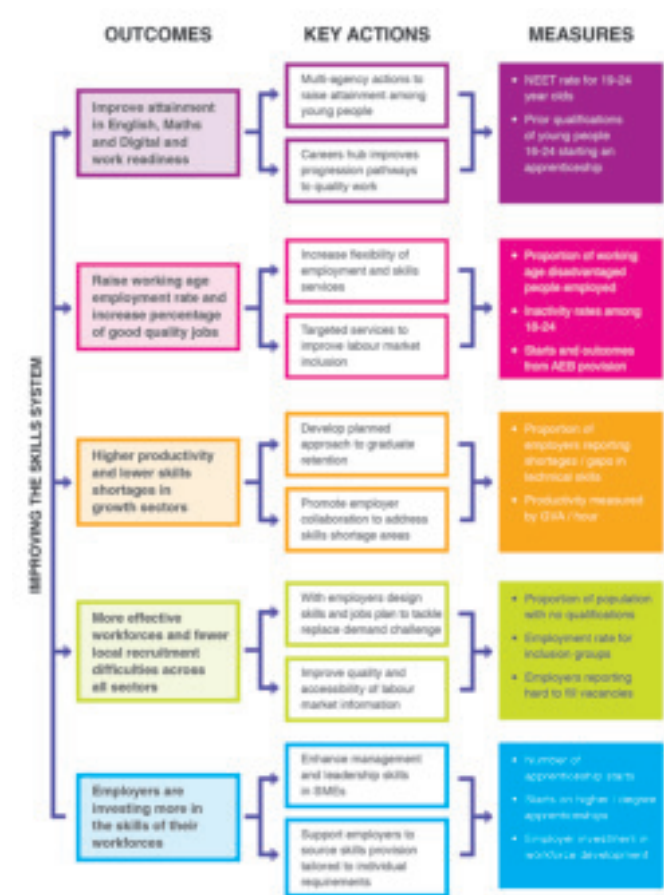 OUTCOMES
KEY ACTIONS
MEASURES
IMPROVING THE SKILLS SYSTEM
Improve attainment
in English, Maths
and Digital and
work readiness
Multi-agency actions to
raise attainment among
young people
Careers hub improves
progression pathways
to quality work
• NEET rate for
year olds
• Prior qualifications
of young people
starting an
apprenticeship
Raise working age
employment rate and
increase percentage
of good quality jobs
Increase flexibility of
employment and skills
services
Targeted services to
improve labour market
inclusion
• Proportion of working
age disadvantaged
people employed
• Inactivity rates among
• Starts and outcomes
from AEB provision
Higher productivity
and lower skills
shortages in
growth sectors
Develop planned
approach to graduate
retention
Promote employer
collaboration to address
skills shortage areas
• Proportion of
employers reporting
shortages / gaps in
technical skills
• Productivity measured
by GVA / hour
More effective
workforces and fewer
local recruitment
difficulties across
all sectors
With employers design
skills and jobs plan to tackle
replace demand challenge
Improve quality and
accessibility of labour
market information
• Proportion of population
with no qualifications
• Employment rate for
inclusion groups
• Employers reporting
hard to fill vacancies
Employers are
investing more in
the skills of their
workforces
Enhance management
and leadership skills
in SMEs
Support employers to
source skills provision
tailored to individual
requirements
• Number of
apprenticeship starts
• Starts on higher / degree
apprenticeships
• Employer investment in
workforce development